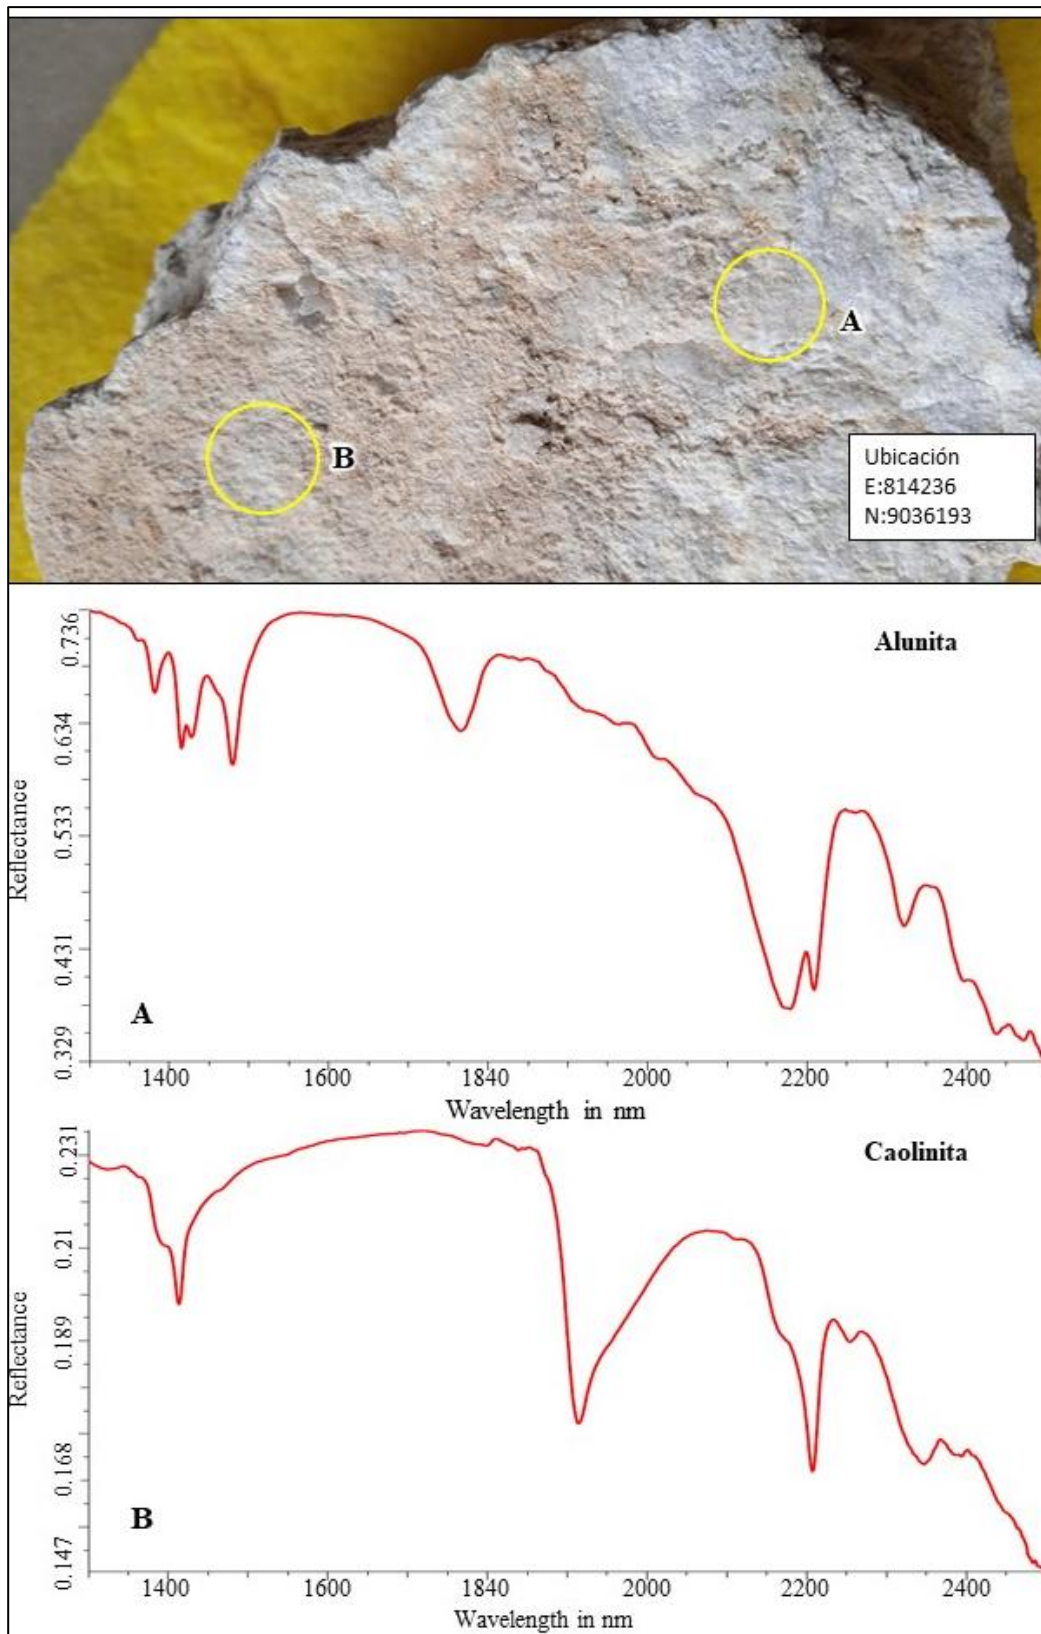 A
B
Ubicación
E:814236
N:9036193
Alunita
0.736
0.634
0.533
0.431
0.329
Reflectance
A
1400
1600
1840
2000
2200
2400
Wavelength in nm
Caolinita
0.231
0.21
0.189
0.168
0.147
Reflectance
B
1400
1600
1840
2000
2200
2400
Wavelength in nm